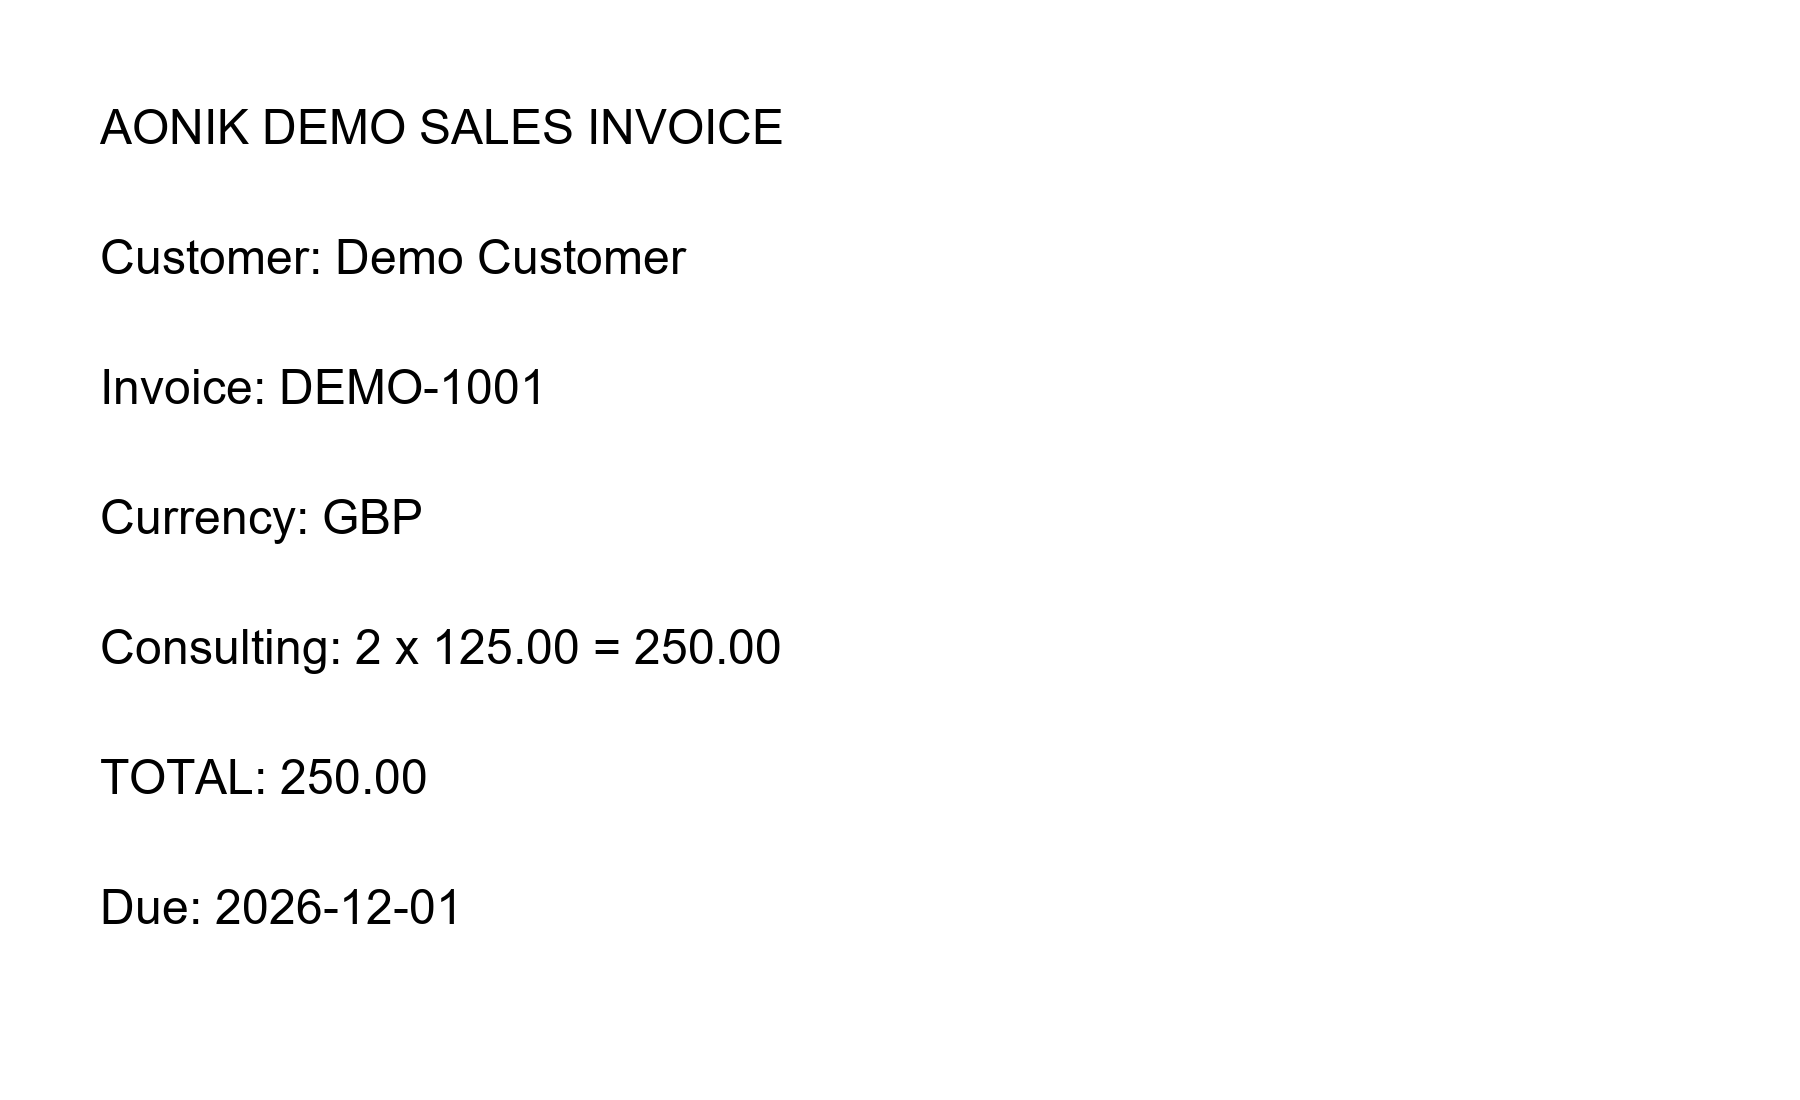 AONIK DEMO SALES INVOICE
Customer: Demo Customer
Invoice: DEMO-1001
Currency: GBP
Consulting: 2 x 125.00 = 250.00
TOTAL: 250.00
Due: 2026-12-01